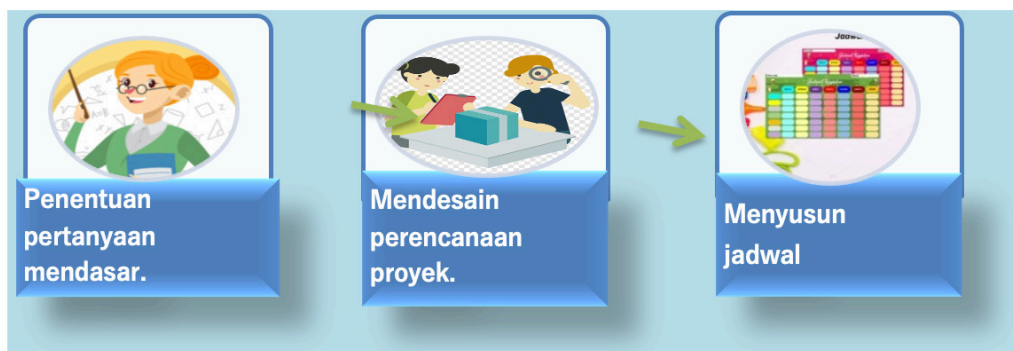 Penentuan
pertanyaan
mendasar.
Mendesain
perencanaan
proyek.
Menyusun
jadwal